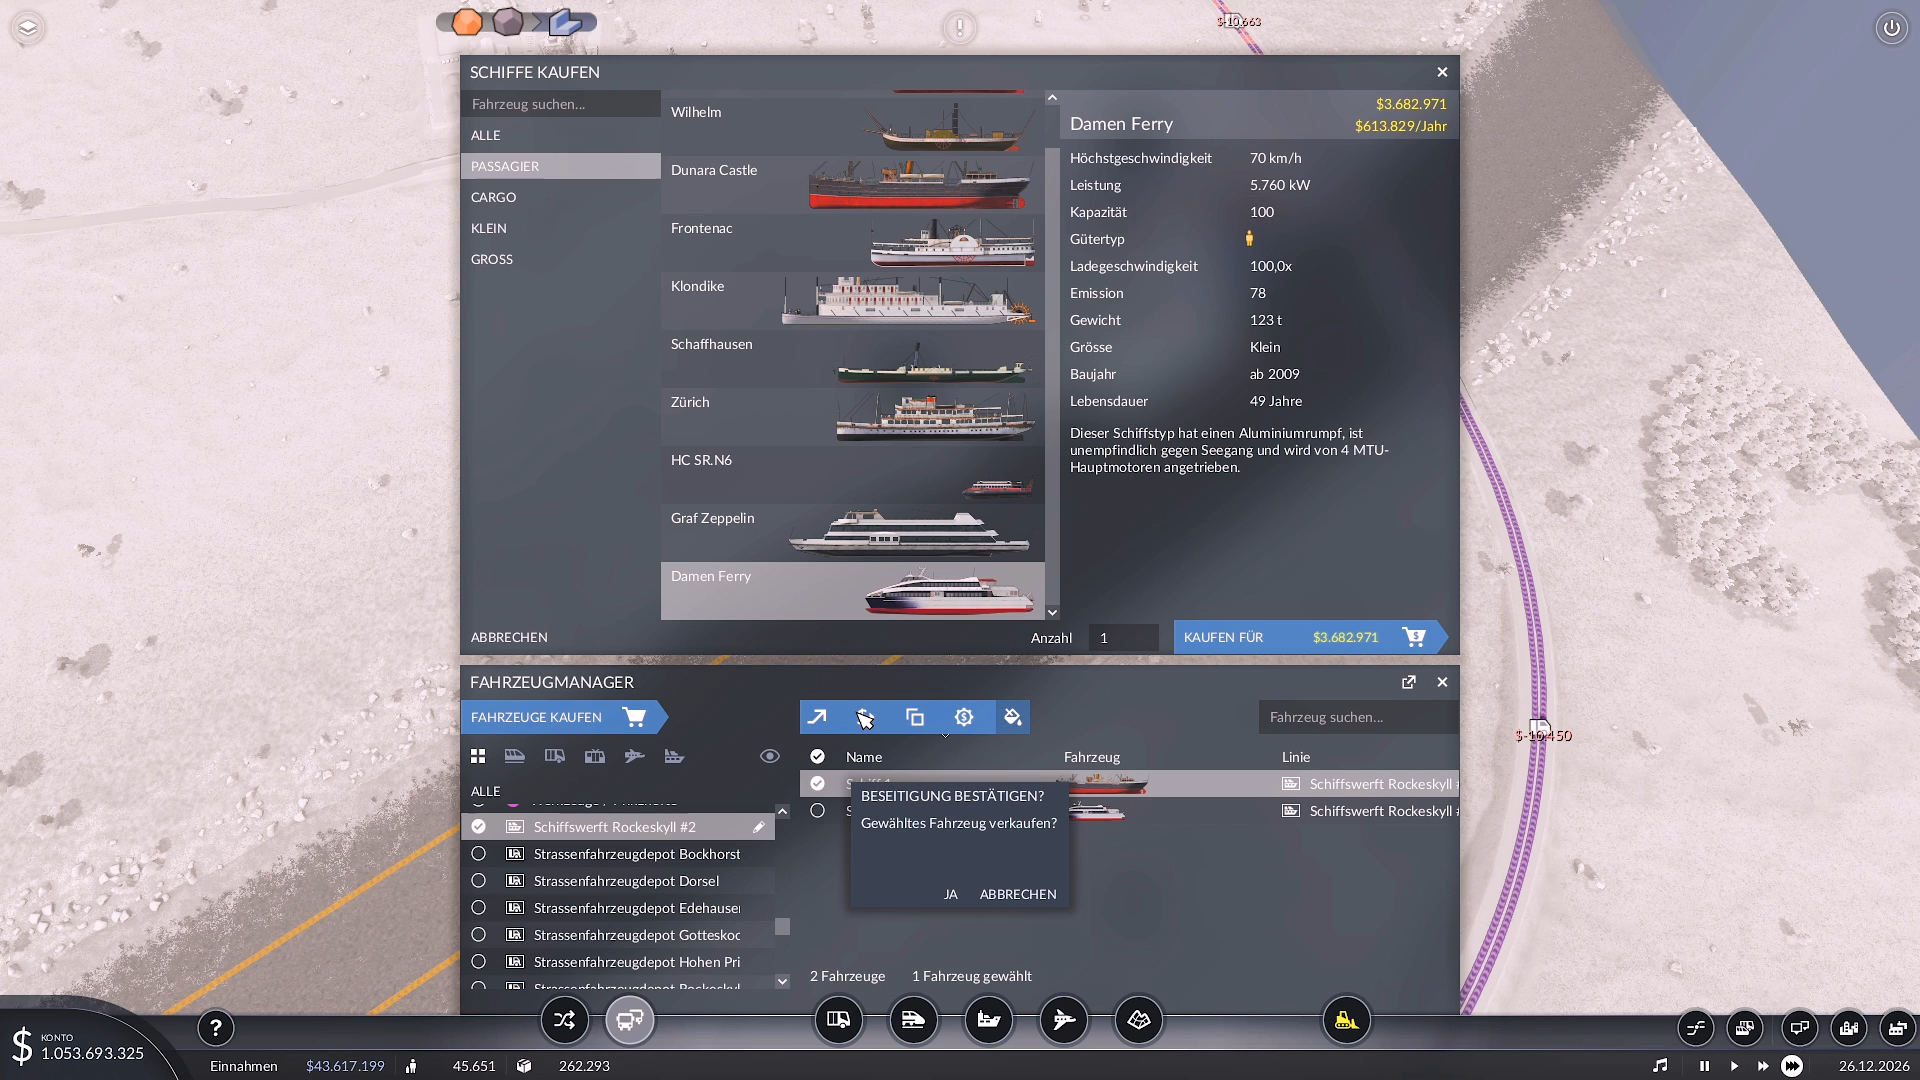 $-10.663
SCHIFFE KAUFEN
Fahrzeug suchen...
ALLE
PASSAGIER
CARGO
KLEIN
GROSS
Wilhelm
Dunara Castle
Frontenac
Klondike
Schaffhausen
Zürich
HC SR.N6
Graf Zeppelin
Damen Ferry
$3.682.971
Damen Ferry
$613.829/Jahr
Höchstgeschwindigkeit 70 km/h
Leistung 5.760 kW
Kapazität 100
Gütertyp
Ladegeschwindigkeit 100,0x
Emission 78
Gewicht 123 t
Grösse Klein
Baujahr ab 2009
Lebensdauer 49 Jahre
Dieser Schiffstyp hat einen Aluminiumrumpf, ist
unempfindlich gegen Seegang und wird von 4 MTU-
Hauptmotoren angetrieben.
ABBRECHEN
Anzahl 1
KAUFEN FÜR $3.682.971
FAHRZEUGMANAGER
FAHRZEUGE KAUFEN
Fahrzeug suchen...
ALLE
Schiffswerft Rockeskyll #2
Strassenfahrzeugdepot Bockhorst
Strassenfahrzeugdepot Dorsel
Strassenfahrzeugdepot Edehauser
Strassenfahrzeugdepot Gotteskoo
Strassenfahrzeugdepot Hohen Pri
Name Fahrzeug Linie
Schiffswerft Rockeskyll
Schiffswerft Rockeskyll
BESEITIGUNG BESTÄTIGEN?
Gewähltes Fahrzeug verkaufen?
JA ABBRECHEN
2 Fahrzeuge 1 Fahrzeug gewählt
?
$ KONTO
1.053.693.325
Einnahmen $43.617.199 45.651 262.293
26.12.2026